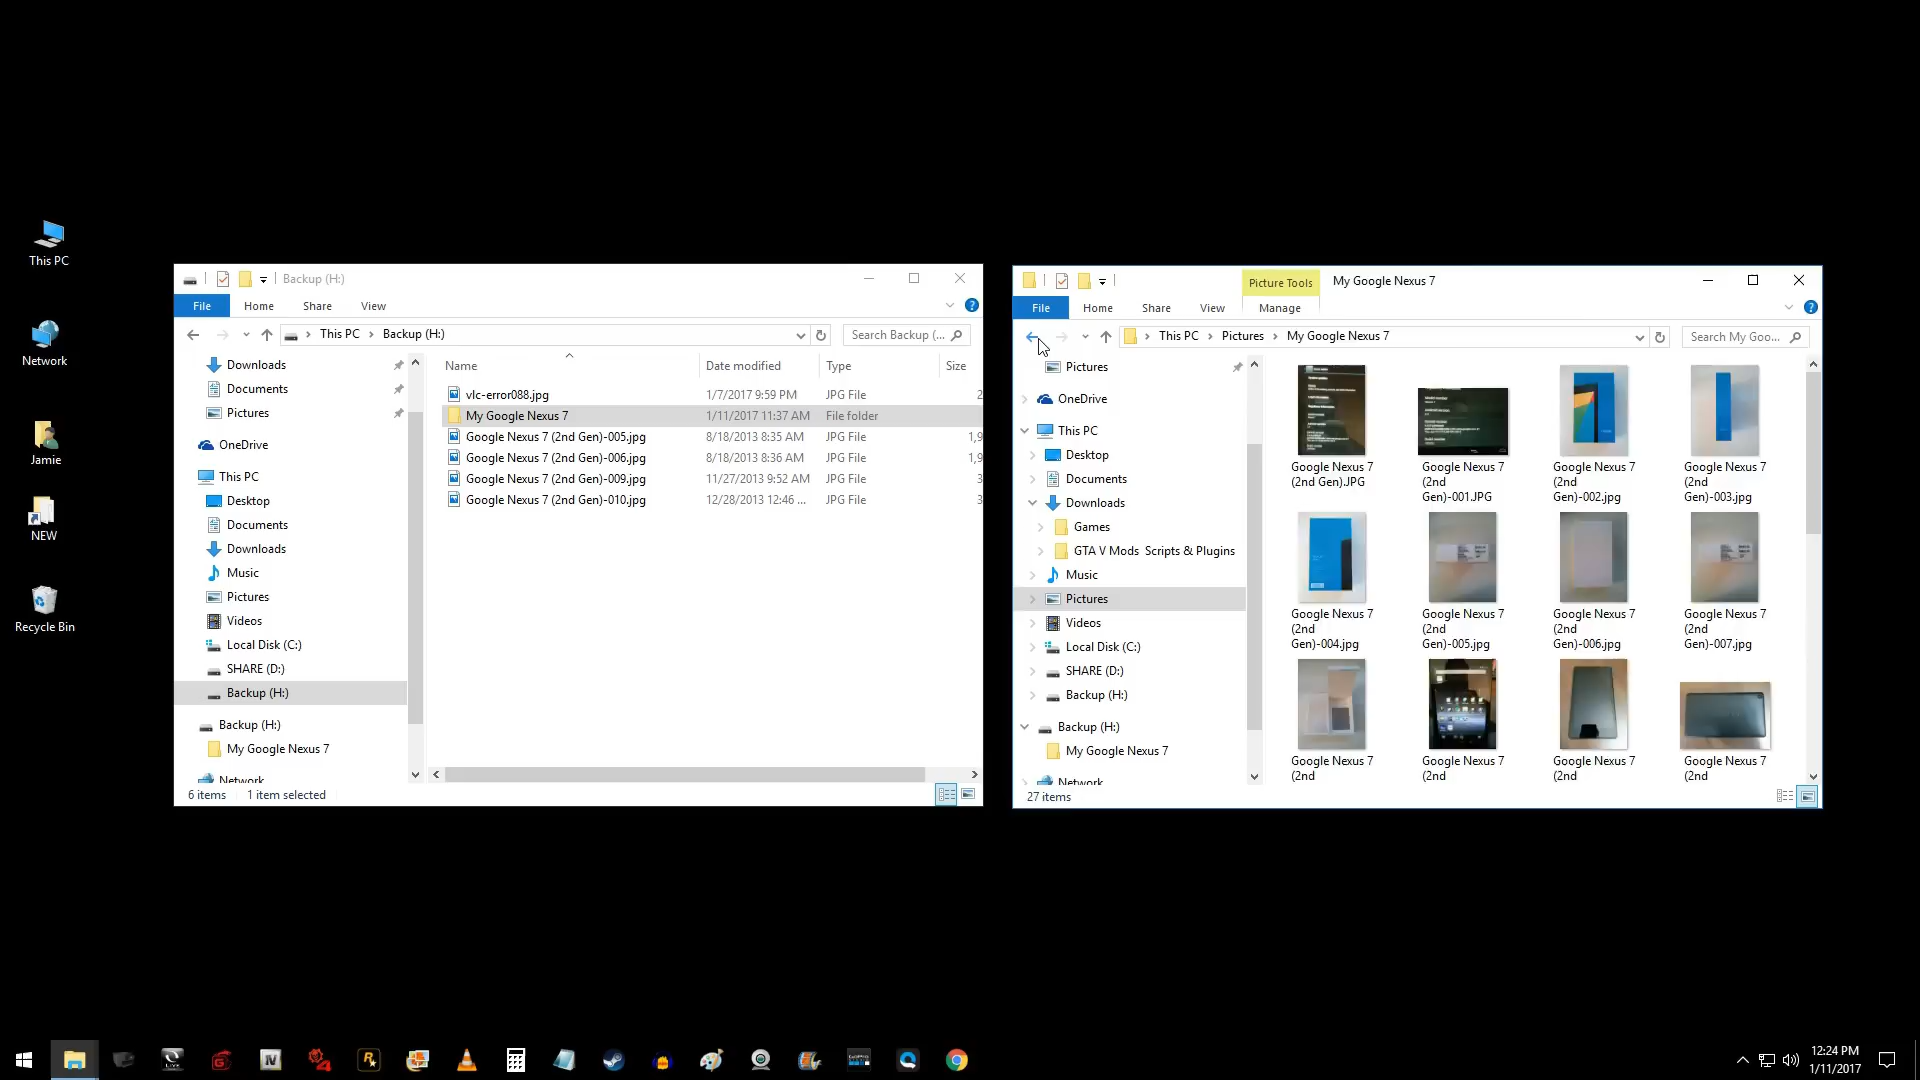 This PC
Network
Jamie
NEW
Recycle Bin
Backup (H:)
File
Home
Share
View
This PC
Backup (H:)
Search Backup (...
Downloads
Documents
Pictures
OneDrive
This PC
Desktop
Documents
Downloads
Music
Pictures
Videos
Local Disk (C:)
SHARE (D:)
Backup (H:)
Backup (H:)
My Google Nexus 7
Network
Name
Date modified
Type
Size
vlc-error088.jpg 1/7/2017 9:59 PM JPG File 2
My Google Nexus 7 1/11/2017 11:37 AM File folder
Google Nexus 7 (2nd Gen)-005.jpg 8/18/2013 8:35 AM JPG File 1,9
Google Nexus 7 (2nd Gen)-006.jpg 8/18/2013 8:36 AM JPG File 1,9
Google Nexus 7 (2nd Gen)-009.jpg 11/27/2013 9:52 AM JPG File 3
Google Nexus 7 (2nd Gen)-010.jpg 12/28/2013 12:46 ... JPG File 3
6 items
1 item selected
Picture Tools
My Google Nexus 7
File
Home
Share
View
Manage
This PC
Pictures
My Google Nexus 7
Search My Goo...
Pictures
OneDrive
This PC
Desktop
Documents
Downloads
Games
GTA V Mods Scripts & Plugins
Music
Pictures
Videos
Local Disk (C:)
SHARE (D:)
Backup (H:)
Backup (H:)
My Google Nexus 7
Network
Google Nexus 7
(2nd Gen).JPG
Google Nexus 7
(2nd
Gen)-001.JPG
Google Nexus 7
(2nd
Gen)-002.jpg
Google Nexus 7
(2nd
Gen)-003.jpg
Google Nexus 7
(2nd
Gen)-004.jpg
Google Nexus 7
(2nd
Gen)-005.jpg
Google Nexus 7
(2nd
Gen)-006.jpg
Google Nexus 7
(2nd
Gen)-007.jpg
Google Nexus 7
(2nd
Google Nexus 7
(2nd
Google Nexus 7
(2nd
Google Nexus 7
(2nd
27 items
12:24 PM
1/11/2017